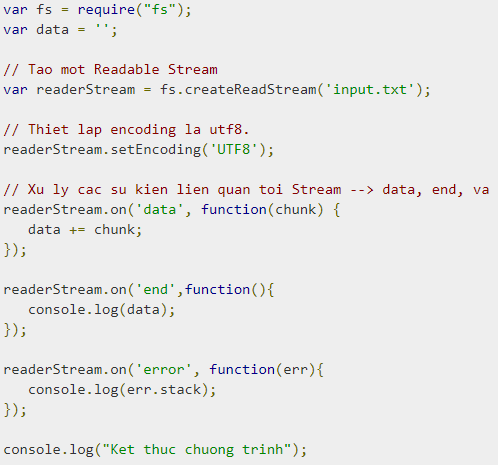 var fs = require("fs");
var data = '';
// Tao mot Readable Stream
var readerStream = fs.createReadStream('input.txt');
// Thiet lap encoding la utf8.
readerStream.setEncoding('UTF8');
// Xu ly cac su kien lien quan toi Stream --> data, end, va
readerStream.on('data', function(chunk) {
   data += chunk;
});
readerStream.on('end',function(){
   console.log(data);
});
readerStream.on('error', function(err){
   console.log(err.stack);
});
console.log("Ket thuc chuong trinh");